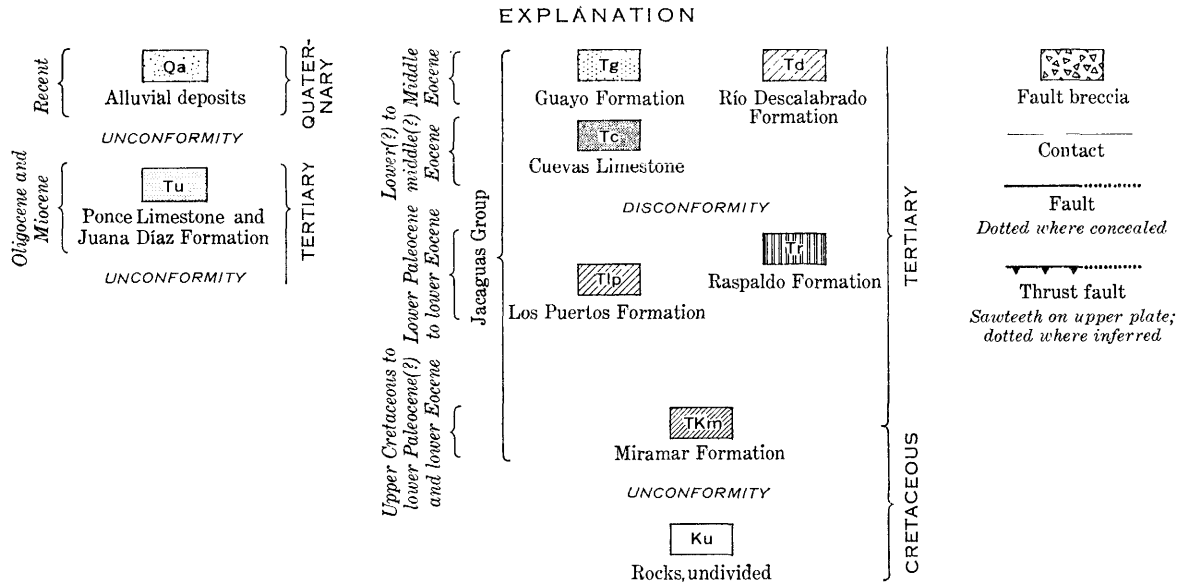 EXPLANATION
Recent
Qa
Alluvial deposits
QUATER-
NARY
UNCONFORMITY
Oligocene and
Miocene
Tu
Ponce Limestone and
Juana Díaz Formation
TERTIARY
UNCONFORMITY
Middle
Eocene
Lower(?) to
middle(?)
Eocene
Lower Paleocene
to lower Eocene
Upper Cretaceous to
lower Paleocene(?)
and lower Eocene
Jacaguas Group
Tg
Guayo Formation
Td
Río Descalabrado
Formation
Tc
Cuevas Limestone
DISCONFORMITY
Tr
Raspaldo Formation
Tlp
Los Puertos Formation
TKm
Miramar Formation
UNCONFORMITY
Ku
Rocks, undivided
TERTIARY
CRETACEOUS
Fault breccia
Contact
Fault
Dotted where concealed
Thrust fault
Sawteeth on upper plate;
dotted where inferred